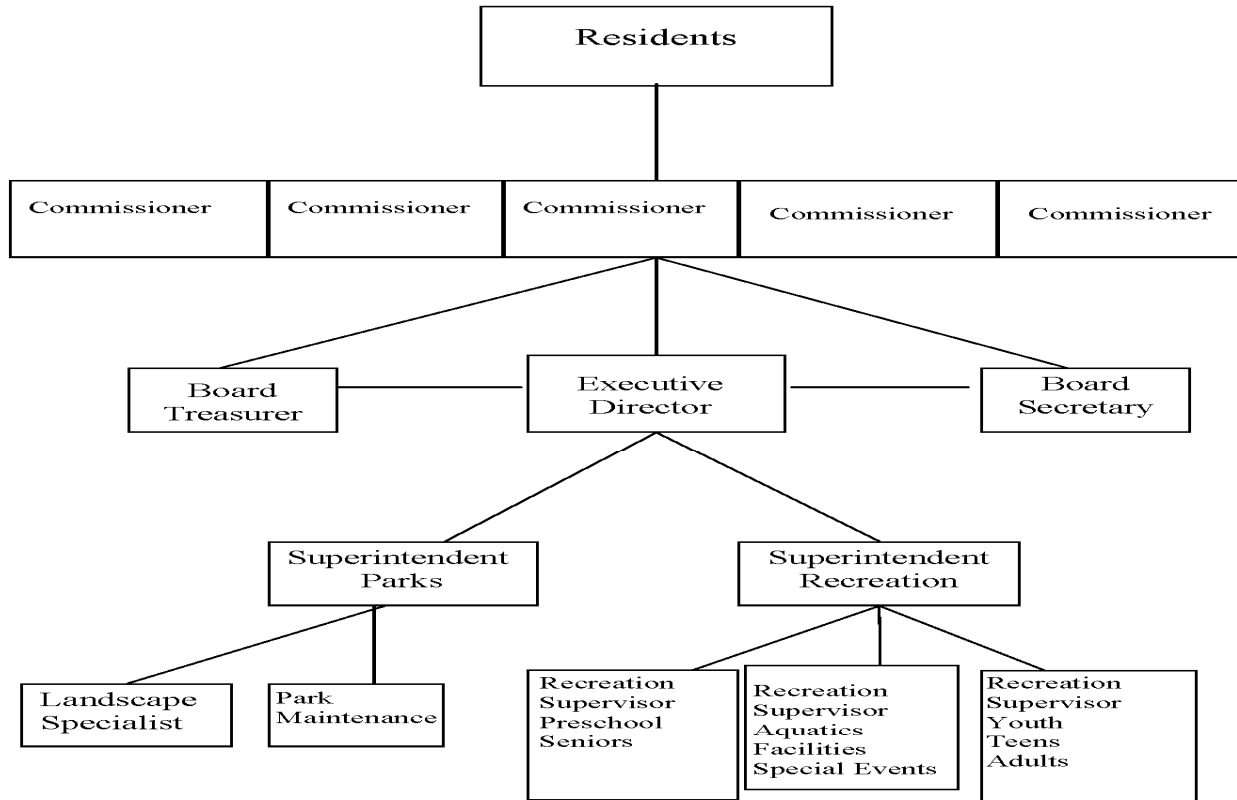 Residents
Commissioner
Commissioner
Commissioner
Commissioner
Commissioner
Board
Treasurer
Executive
Director
Board
Secretary
Superintendent
Parks
Superintendent
Recreation
Landscape
Specialist
Park
Maintenance
Recreation
Supervisor
Preschool
Seniors
Recreation
Supervisor
Aquatics
Facilities
Special Events
Recreation
Supervisor
Youth
Teens
Adults